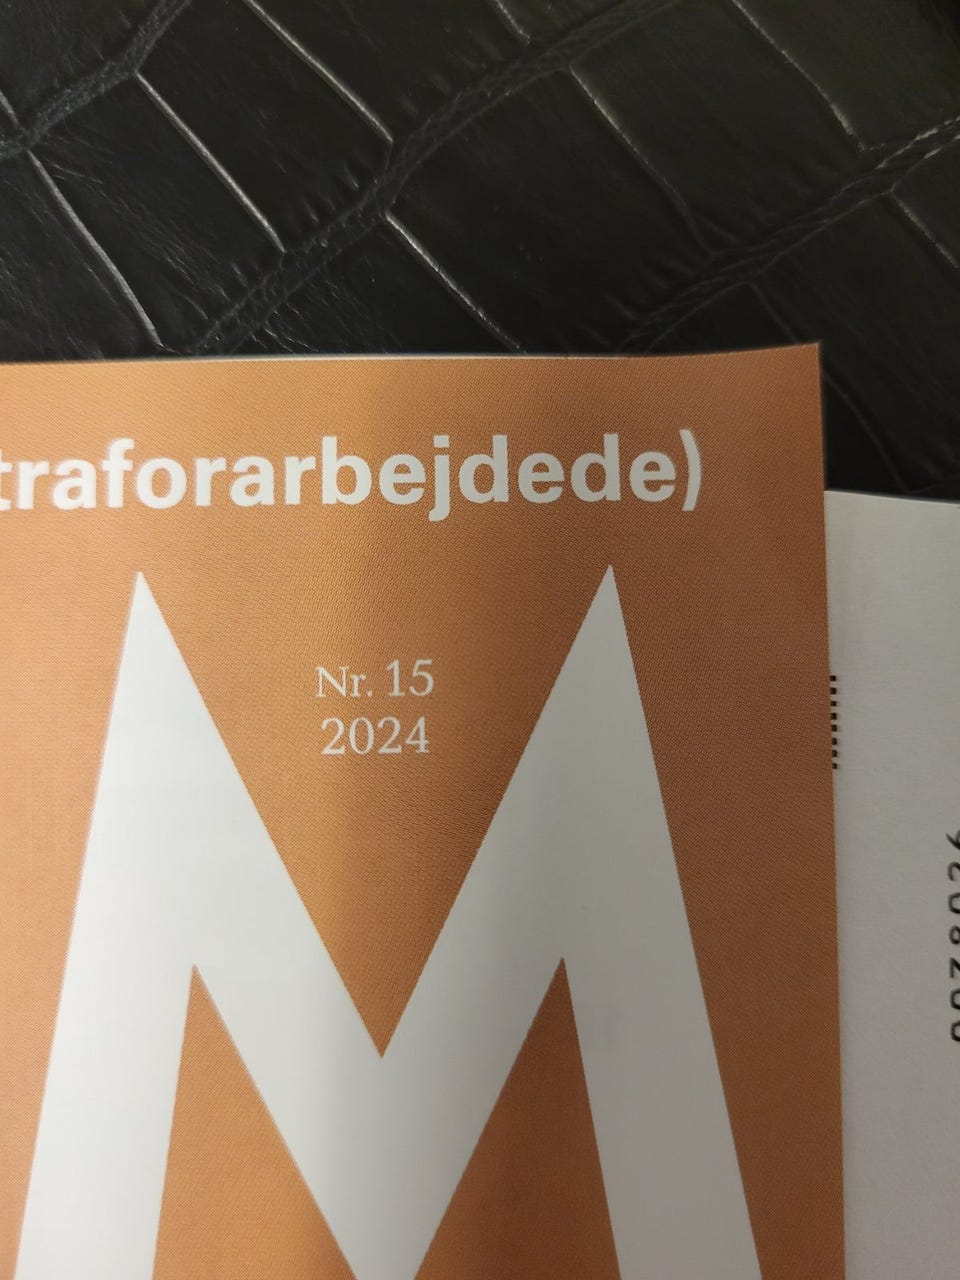 traforarbejdede)
Nr. 15
2024
M